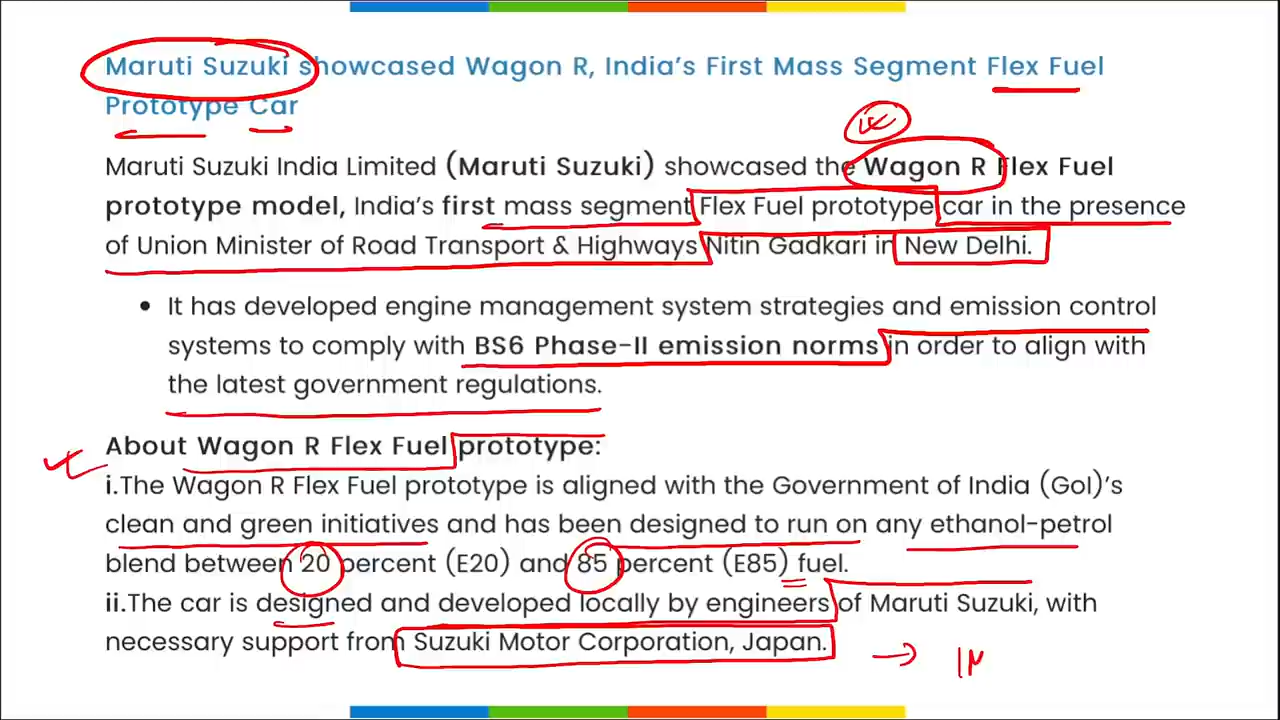 Maruti Suzuki showcased Wagon R, India's First Mass Segment Flex Fuel
Prototype Car
Maruti Suzuki India Limited (Maruti Suzuki) showcased the Wagon R Flex Fuel
prototype model, India's first mass segment Flex Fuel prototype car in the presence
of Union Minister of Road Transport & Highways Nitin Gadkari in New Delhi.
• It has developed engine management system strategies and emission control
systems to comply with BS6 Phase-II emission norms in order to align with
the latest government regulations.
About Wagon R Flex Fuel prototype:
i.The Wagon R Flex Fuel prototype is aligned with the Government of India (GoI)'s
clean and green initiatives and has been designed to run on any ethanol-petrol
blend between 20 percent (E20) and 85 percent (E85) fuel.
ii.The car is designed and developed locally by engineers of Maruti Suzuki, with
necessary support from Suzuki Motor Corporation, Japan.